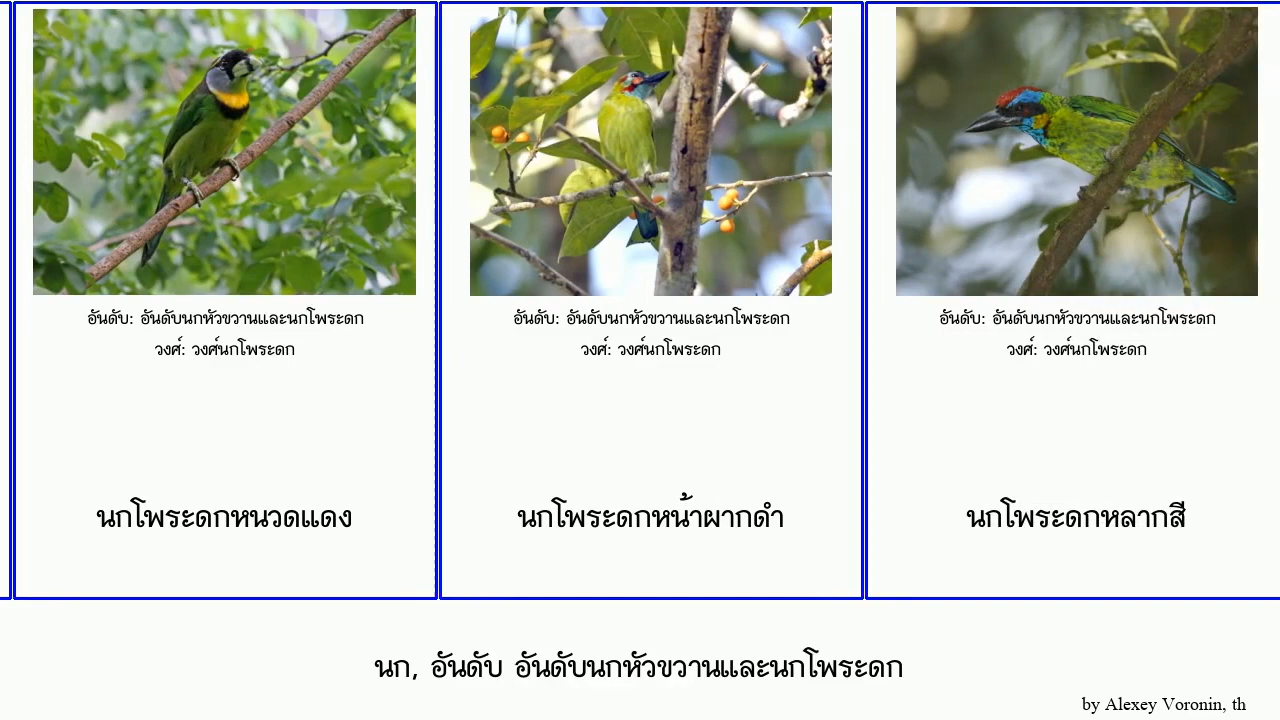 อันดับ: อันดับนกหัวขวานและนกโพระดก
วงศ์: วงศ์นกโพระดก
นกโพระดกหนวดแดง
อันดับ: อันดับนกหัวขวานและนกโพระดก
วงศ์: วงศ์นกโพระดก
นกโพระดกหน้าผากดำ
อันดับ: อันดับนกหัวขวานและนกโพระดก
วงศ์: วงศ์นกโพระดก
นกโพระดกหลากสี
นก, อันดับ อันดับนกหัวขวานและนกโพระดก
by Alexey Voronin, th